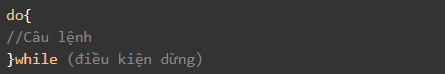 do{
//Câu lệnh
}while (điều kiện dừng)